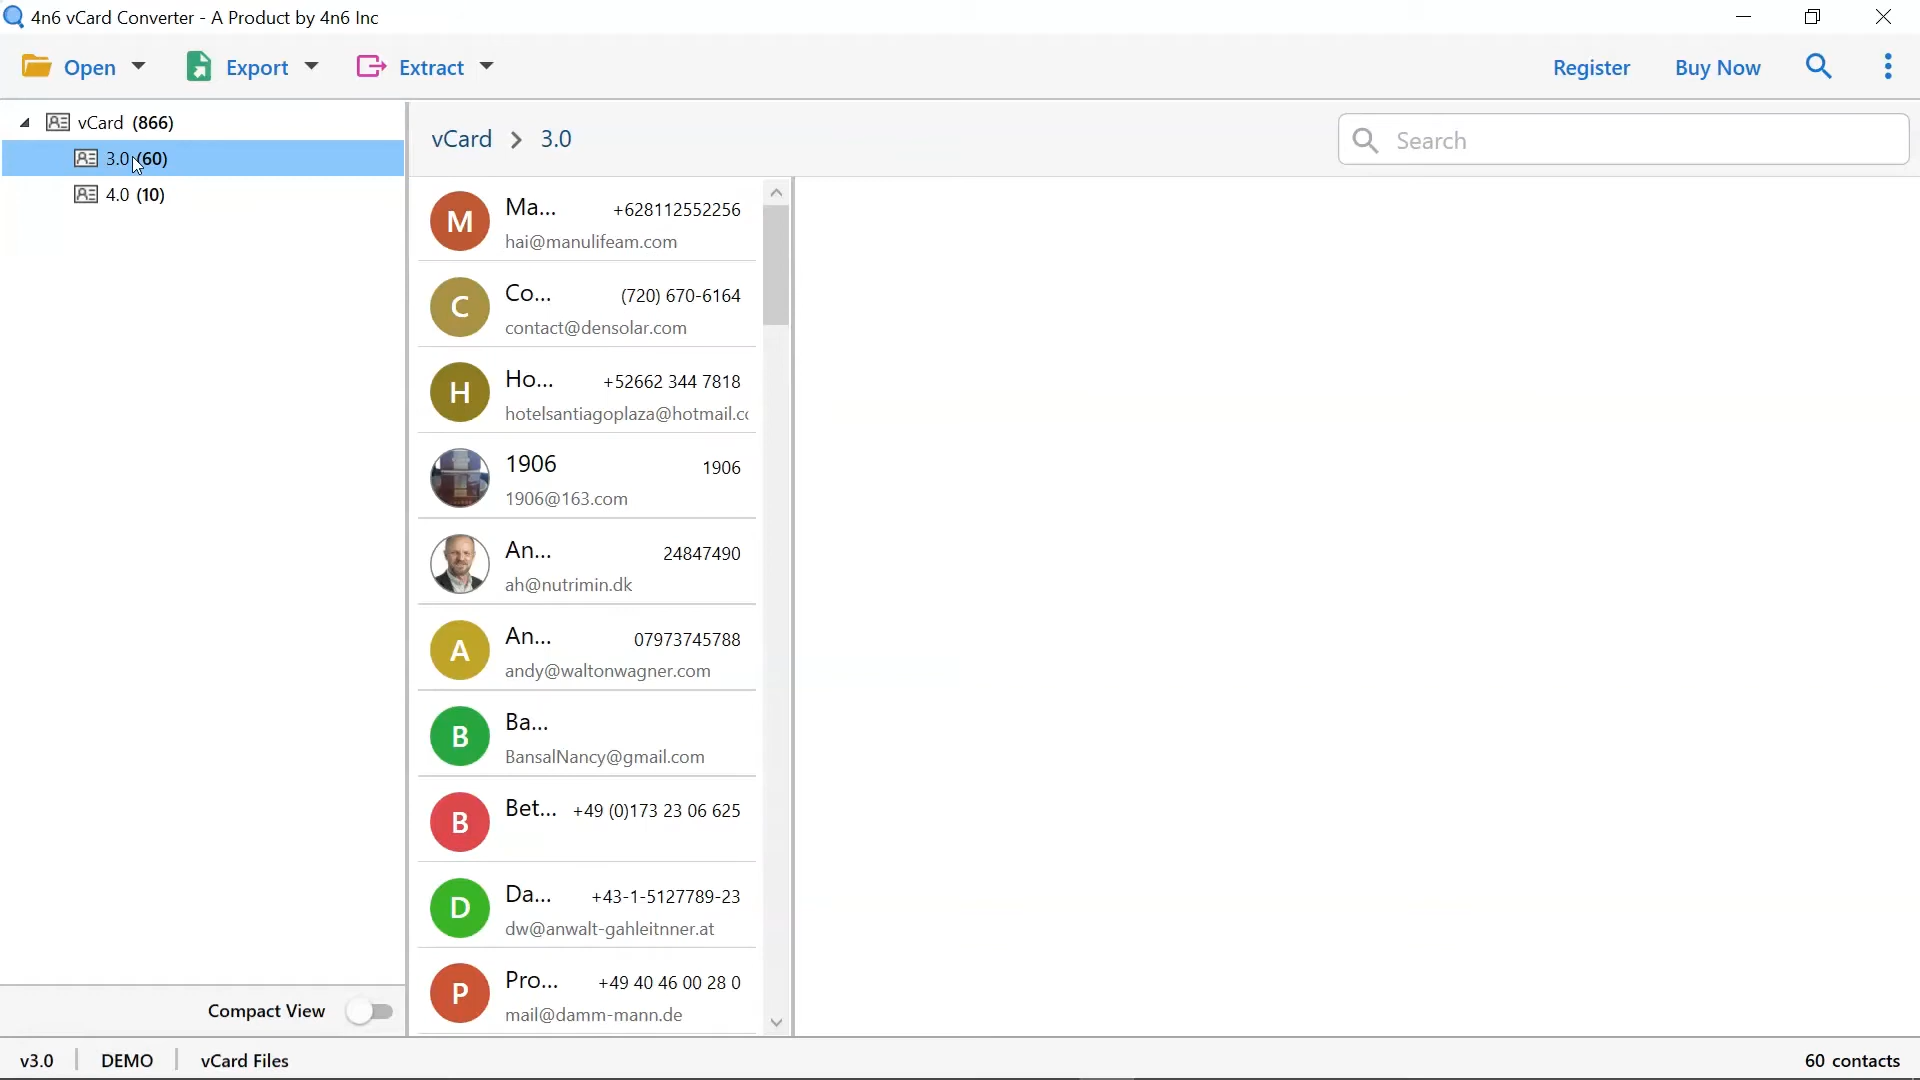 4n6 vCard Converter - A Product by 4n6 Inc
Open Export Extract Register Buy Now
vCard (866)
3.0 (60)
4.0 (10)
vCard > 3.0
Search
M Ma... +628112552256
hai@manulifeam.com
C Co... (720) 670-6164
contact@densolar.com
H Ho... +52662 344 7818
hotelsantiagoplaza@hotmail.cc
1906 1906
1906@163.com
An... 24847490
ah@nutrimin.dk
A An... 07973745788
andy@waltonwagner.com
B Ba...
BansalNancy@gmail.com
B Bet... +49 (0)173 23 06 625
D Da... +43-1-5127789-23
dw@anwalt-gahleitnner.at
P Pro... +49 40 46 00 28 0
mail@damm-mann.de
Compact View
v3.0 DEMO vCard Files 60 contacts